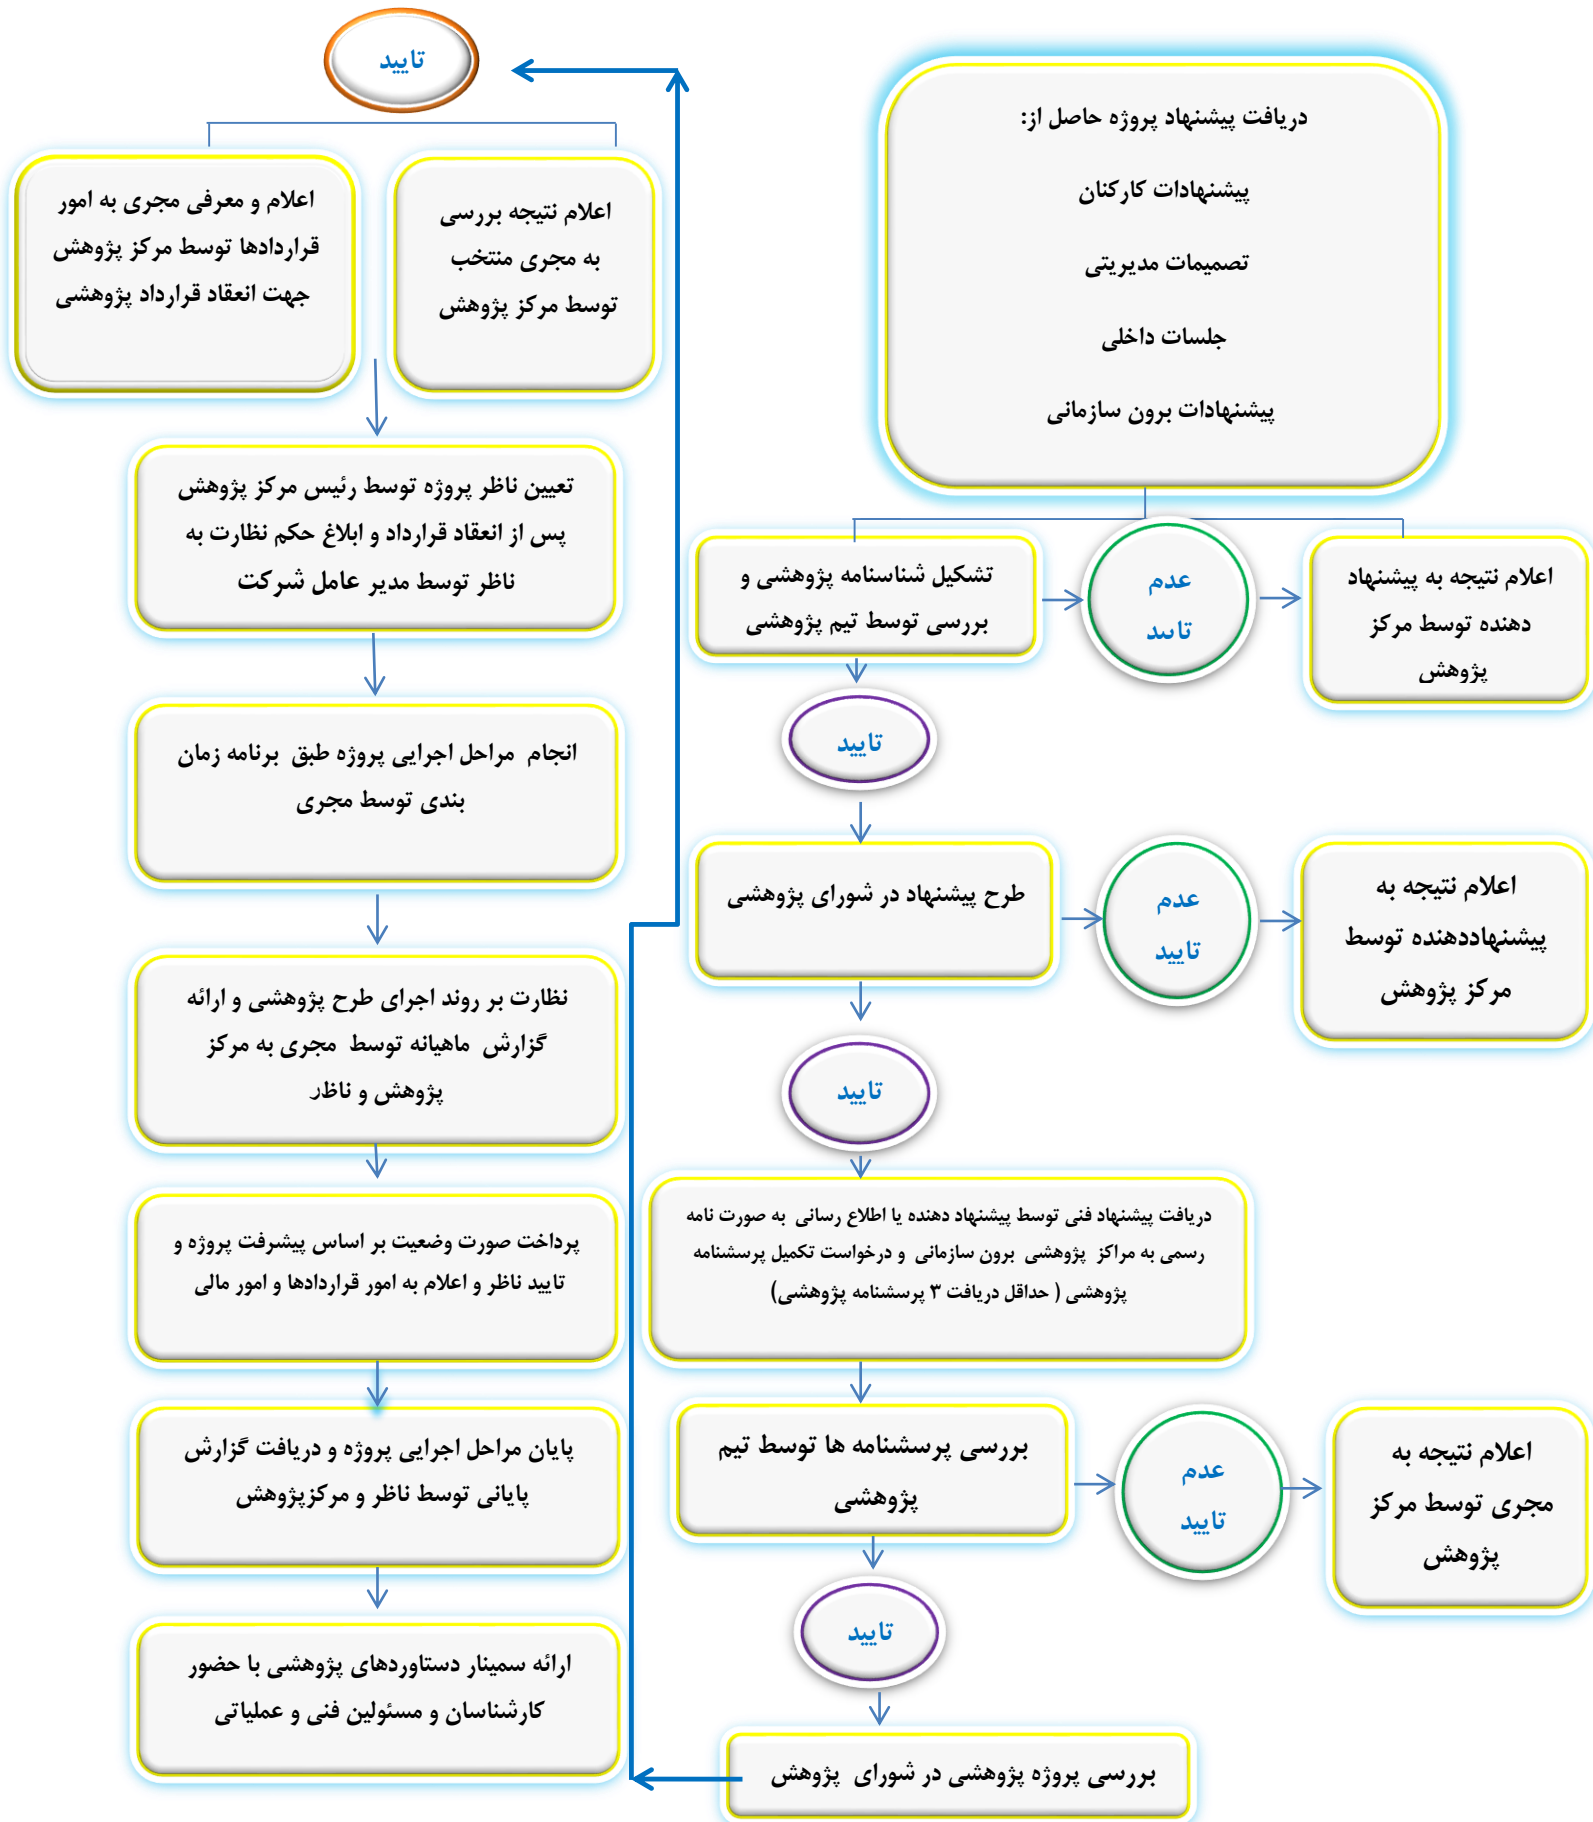 دریافت پیشنهاد پروژه حاصل از:
پیشنهادات کارکنان
تصمیمات مدیریتی
جلسات داخلی
پیشنهادات برون سازمانی
تشکیل شناسنامه پژوهشی و
بررسی توسط تیم پژوهشی
عدم
تایید
اعلام نتیجه به پیشنهاد
دهنده توسط مرکز
پژوهش
تایید
طرح پیشنهاد در شورای پژوهشی
عدم
تایید
اعلام نتیجه به
پیشنهاددهنده توسط
مرکز پژوهش
تایید
دریافت پیشنهاد فنی توسط پیشنهاد دهنده یا اطلاع رسانی به صورت نامه
رسمی به مراکز پژوهشی برون سازمانی و درخواست تکمیل پرسشنامه
پژوهشی ( حداقل دریافت ۳ پرسشنامه پژوهشی)
بررسی پرسشنامه ها توسط تیم
پژوهشی
عدم
تایید
اعلام نتیجه به
مجری توسط مرکز
پژوهش
تایید
بررسی پروژه پژوهشی در شورای پژوهش
تایید
اعلام نتیجه بررسی
به مجری منتخب
توسط مرکز پژوهش
اعلام و معرفی مجری به امور
قراردادها توسط مرکز پژوهش
جهت انعقاد قرارداد پژوهشی
تعیین ناظر پروژه توسط رئیس مرکز پژوهش
پس از انعقاد قرارداد و ابلاغ حکم نظارت به
ناظر توسط مدیر عامل شرکت
انجام مراحل اجرایی پروژه طبق برنامه زمان
بندی توسط مجری
نظارت بر روند اجرای طرح پژوهشی و ارائه
گزارش ماهیانه توسط مجری به مرکز
پژوهش و ناظر
پرداخت صورت وضعیت بر اساس پیشرفت پروژه و
تایید ناظر و اعلام به امور قراردادها و امور مالی
پایان مراحل اجرایی پروژه و دریافت گزارش
پایانی توسط ناظر و مرکزپژوهش
ارائه سمینار دستاوردهای پژوهشی با حضور
کارشناسان و مسئولین فنی و عملیاتی